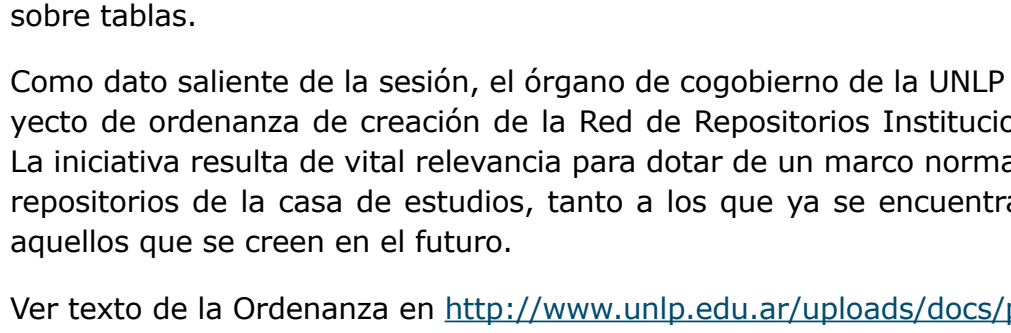 sobre tablas.
Como dato saliente de la sesión, el órgano de cogobierno de la UNLP
yecto de ordenanza de creación de la Red de Repositorios Institucio
La iniciativa resulta de vital relevancia para dotar de un marco norma
repositorios de la casa de estudios, tanto a los que ya se encuentra
aquellos que se creen en el futuro.
Ver texto de la Ordenanza en http://www.unlp.edu.ar/uploads/docs/p